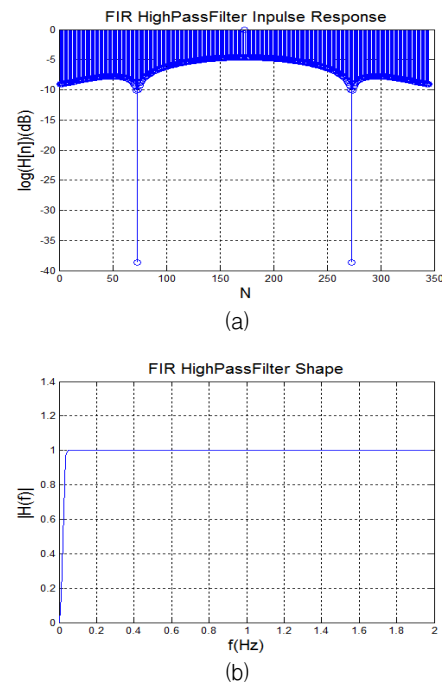 FIR HighPassFilter Inpulse Response
0
-5
-10
-15
-20
-25
-30
-35
-40
log(H[n])(dB)
0 50 100 150 200 250 300 350
N
(a)
FIR HighPassFilter Shape
1.4
1.2
1
0.8
0.6
0.4
0.2
0
|H(f)|
0 0.2 0.4 0.6 0.8 1 1.2 1.4 1.6 1.8 2
f(Hz)
(b)